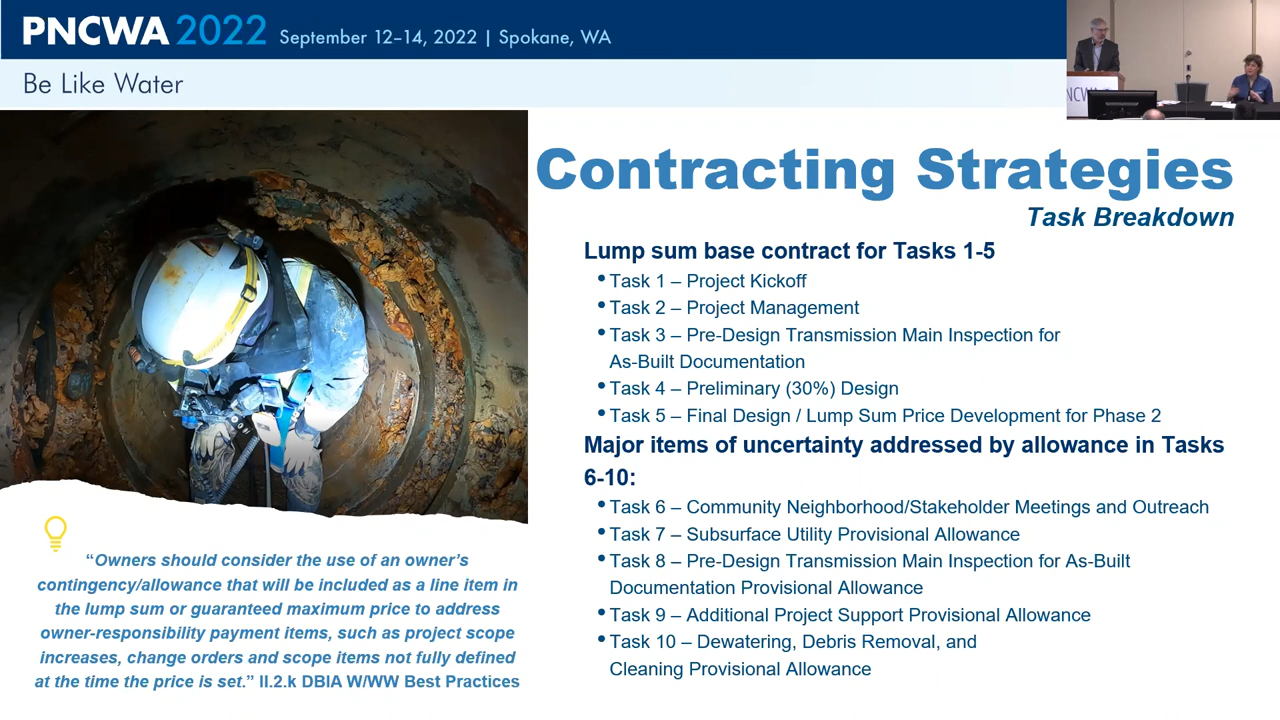 PNCWA 2022 September 12–14, 2022 | Spokane, WA
Be Like Water
NCWA
Contracting Strategies
Task Breakdown
Lump sum base contract for Tasks 1-5
• Task 1 – Project Kickoff
• Task 2 – Project Management
• Task 3 – Pre-Design Transmission Main Inspection for
As-Built Documentation
• Task 4 – Preliminary (30%) Design
• Task 5 – Final Design / Lump Sum Price Development for Phase 2
Major items of uncertainty addressed by allowance in Tasks
6-10:
• Task 6 – Community Neighborhood/Stakeholder Meetings and Outreach
• Task 7 – Subsurface Utility Provisional Allowance
• Task 8 – Pre-Design Transmission Main Inspection for As-Built
Documentation Provisional Allowance
• Task 9 – Additional Project Support Provisional Allowance
• Task 10 – Dewatering, Debris Removal, and
Cleaning Provisional Allowance
“Owners should consider the use of an owner’s
contingency/allowance that will be included as a line item in
the lump sum or guaranteed maximum price to address
owner-responsibility payment items, such as project scope
increases, change orders and scope items not fully defined
at the time the price is set.” II.2.k DBIA W/WW Best Practices